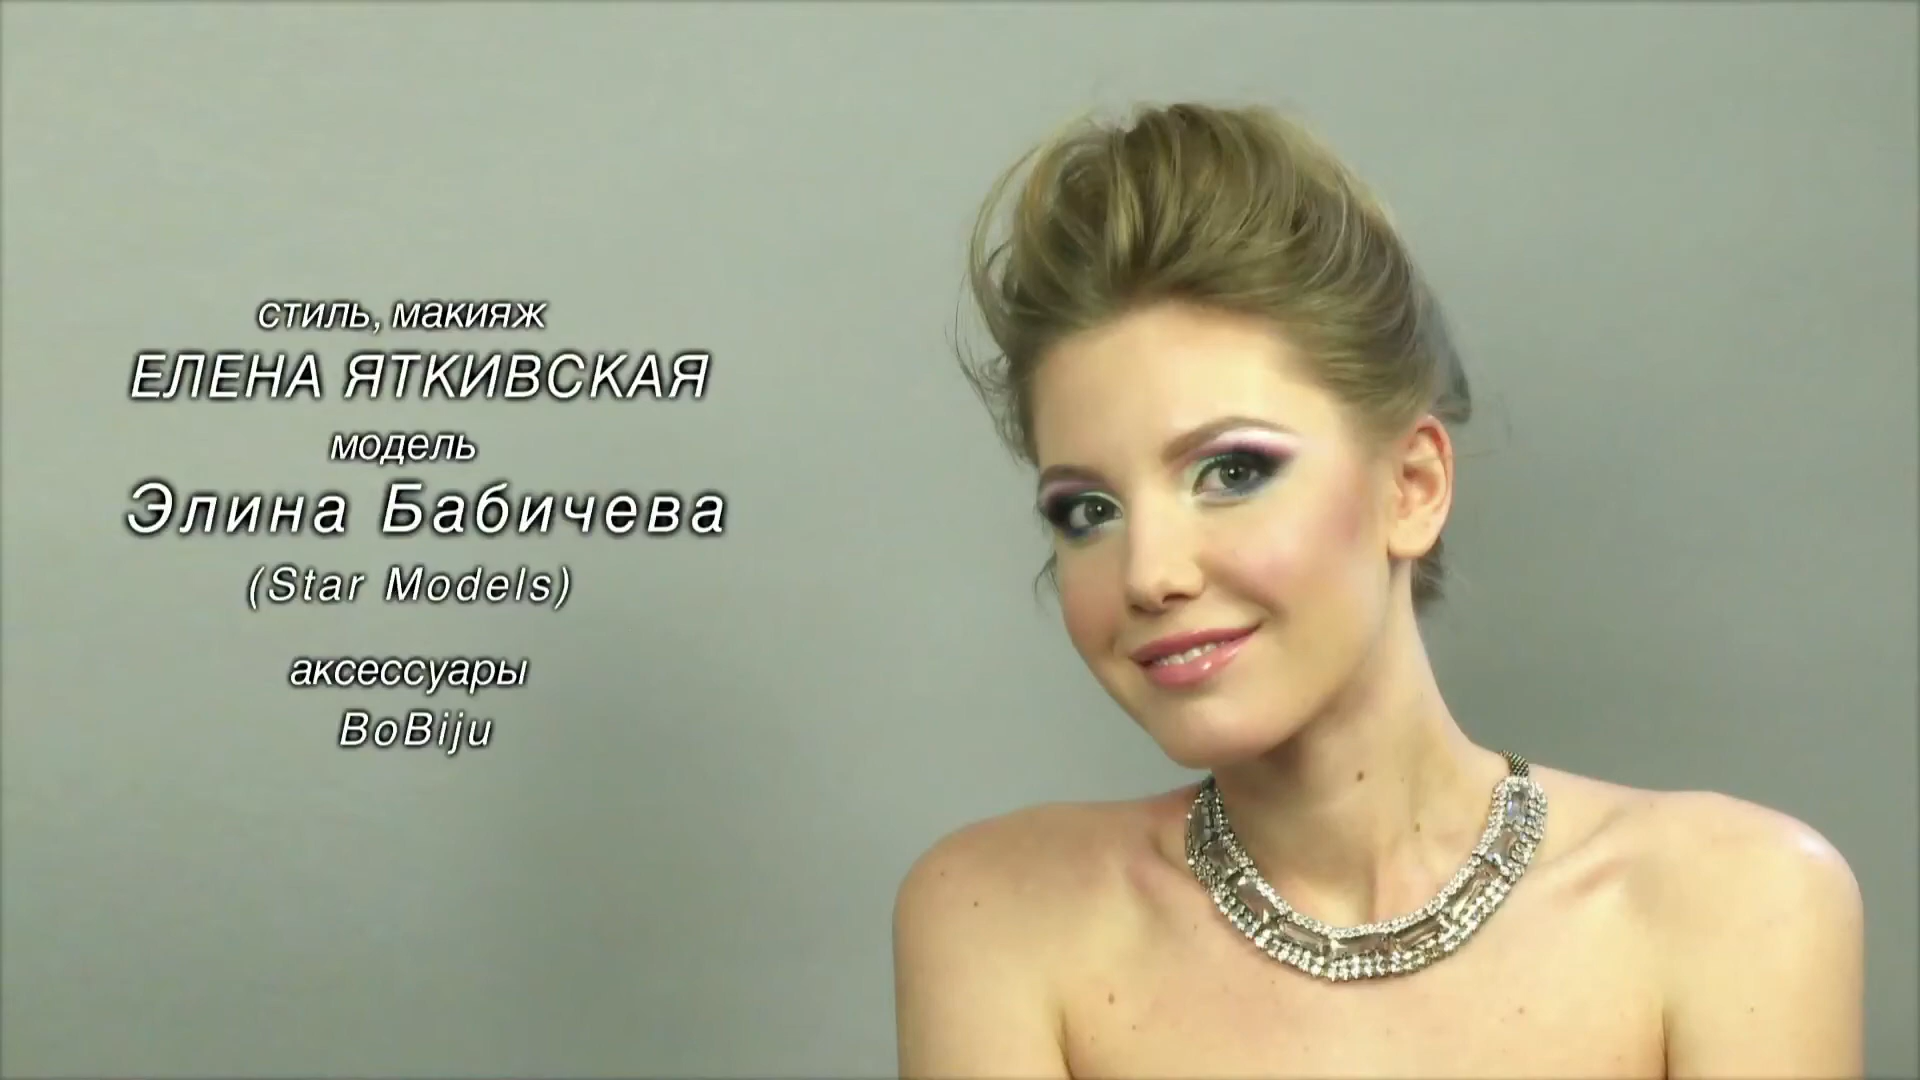 стиль, макияж
ЕЛЕНА ЯТКИВСКАЯ
модель
Элина Бабичева
(Star Models)
аксессуары
BoBiju